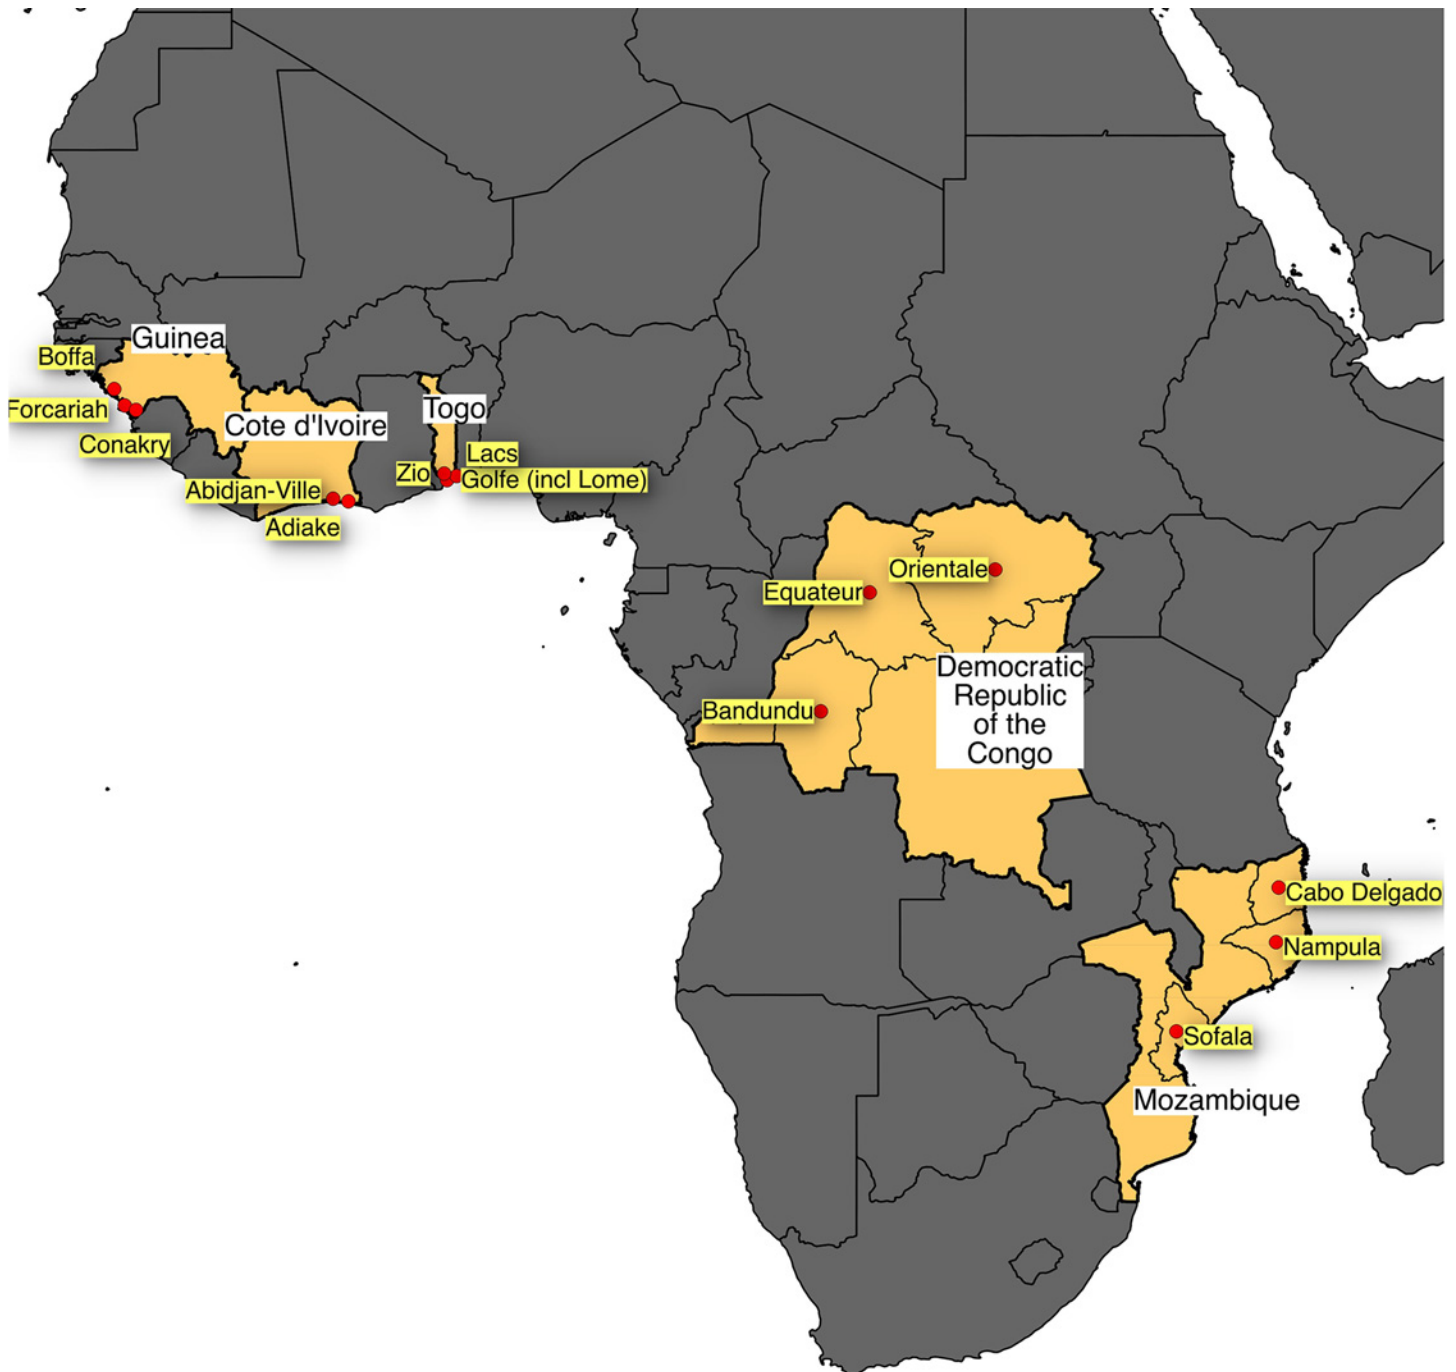 Guinea
Boffa
Forcariah
Conakry
Cote d'Ivoire
Togo
Lacs
Zio
Golfe (incl Lome)
Abidjan-Ville
Adiake
Orientale
Equateur
Democratic
Republic
of the
Congo
Bandundu
Cabo Delgado
Nampula
Sofala
Mozambique